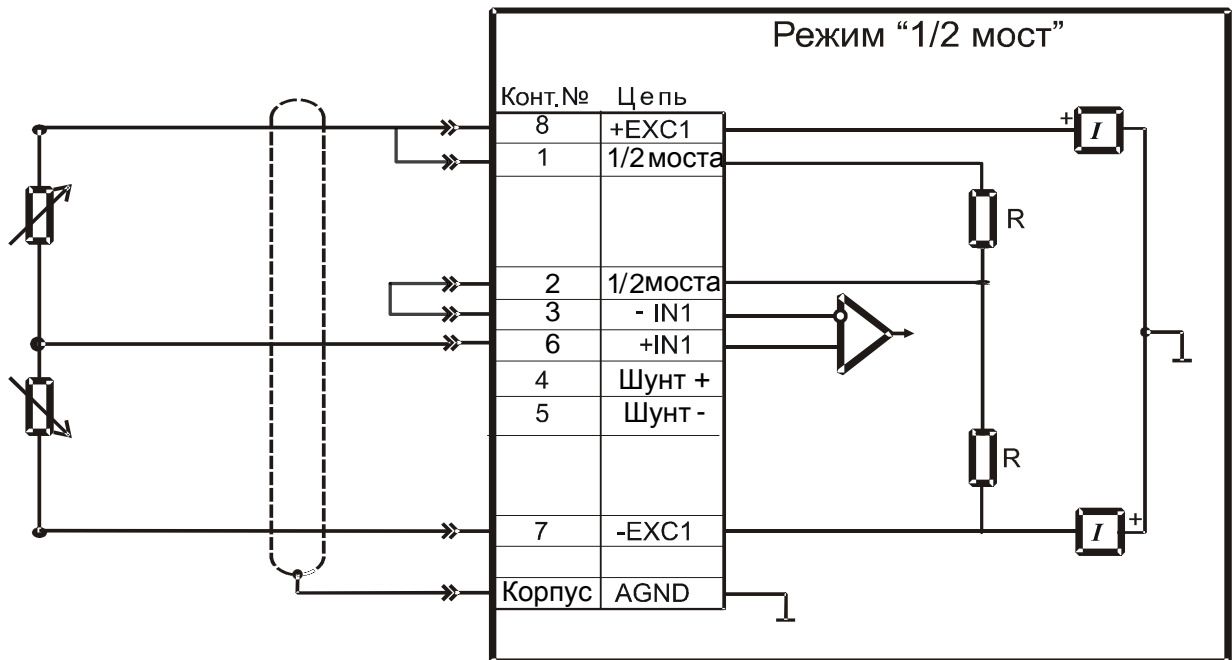 Режим “1/2 мост”
Конт.№ Цепь
8 +EXC1 + I
1 1/2 моста
R
2 1/2моста
3 - IN1
6 +IN1
4 Шунт +
5 Шунт -
R
7 -EXC1 I +
Корпус AGND